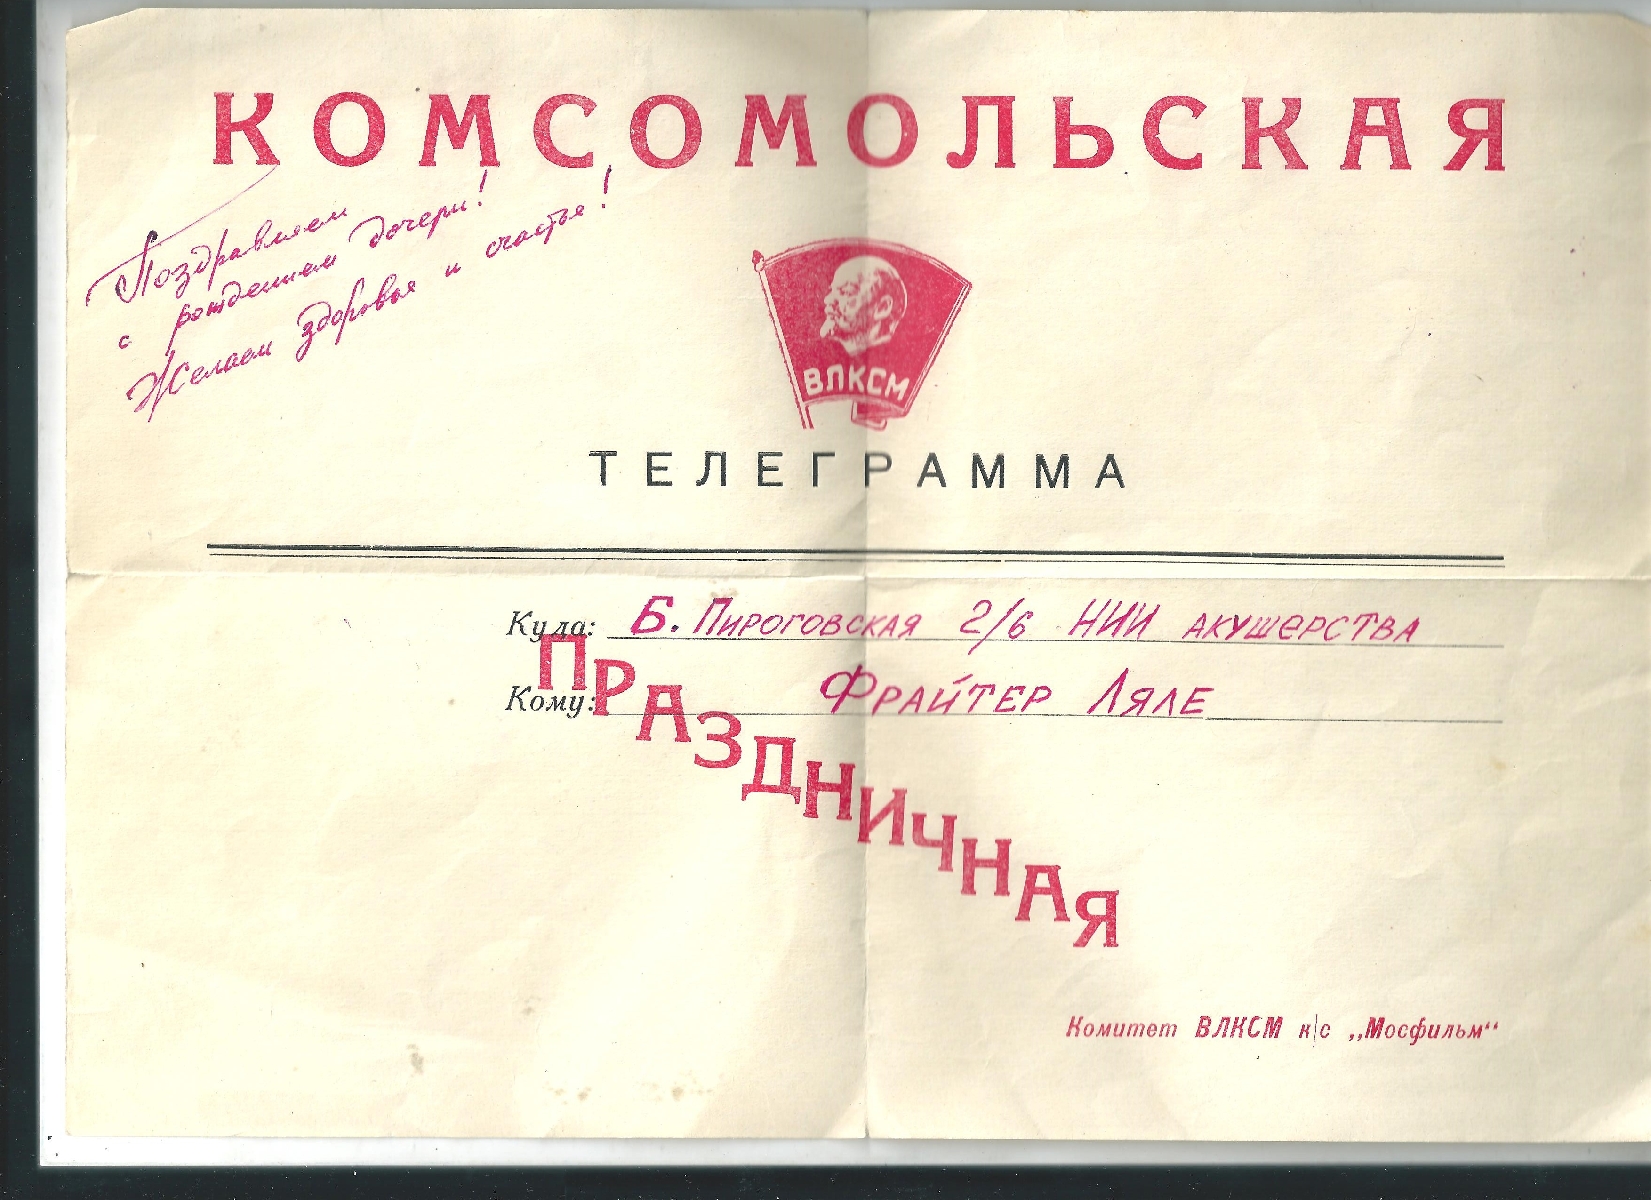 КОМСОМОЛЬСКАЯ
Поздравляем
с рождением дочери!
Желаем здоровья и счастье!
ВЛКСМ
ТЕЛЕГРАММА
Куда: Б. Пироговская 2/6 НИИ акушерства
Кому: Фрайтер Ляле
ПРАЗДНИЧНАЯ
Комитет ВЛКСМ к/с „Мосфильм“